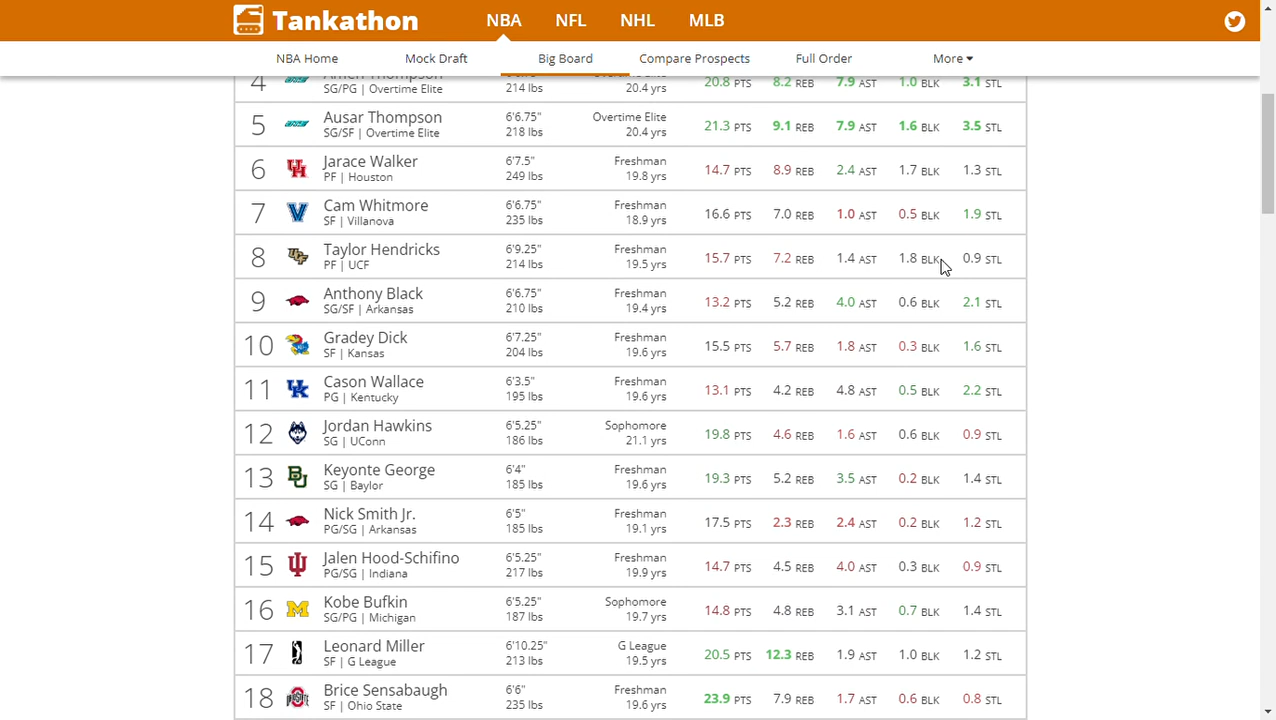 Tankathon
NBA NFL NHL MLB
NBA Home Mock Draft Big Board Compare Prospects Full Order More
4 Amen Thompson 20.8 PTS 8.2 REB 7.9 AST 1.0 BLK 3.1 STL
SG/PG | Overtime Elite 214 lbs 20.4 yrs
5 Ausar Thompson 6'6.75" Overtime Elite 21.3 PTS 9.1 REB 7.9 AST 1.6 BLK 3.5 STL
SG/SF | Overtime Elite 218 lbs 20.4 yrs
6 Jarace Walker 6'7.5" Freshman 14.7 PTS 8.9 REB 2.4 AST 1.7 BLK 1.3 STL
PF | Houston 249 lbs 19.8 yrs
7 Cam Whitmore 6'6.75" Freshman 16.6 PTS 7.0 REB 1.0 AST 0.5 BLK 1.9 STL
SF | Villanova 235 lbs 18.9 yrs
8 Taylor Hendricks 6'9.25" Freshman 15.7 PTS 7.2 REB 1.4 AST 1.8 BLK 0.9 STL
PF | UCF 214 lbs 19.5 yrs
9 Anthony Black 6'6.75" Freshman 13.2 PTS 5.2 REB 4.0 AST 0.6 BLK 2.1 STL
SG/SF | Arkansas 210 lbs 19.4 yrs
10 Gradey Dick 6'7.25" Freshman 15.5 PTS 5.7 REB 1.8 AST 0.3 BLK 1.6 STL
SF | Kansas 204 lbs 19.6 yrs
11 Cason Wallace 6'3.5" Freshman 13.1 PTS 4.2 REB 4.8 AST 0.5 BLK 2.2 STL
PG | Kentucky 195 lbs 19.6 yrs
12 Jordan Hawkins 6'5.25" Sophomore 19.8 PTS 4.6 REB 1.6 AST 0.6 BLK 0.9 STL
SG | UConn 186 lbs 21.1 yrs
13 Keyonte George 6'4" Freshman 19.3 PTS 5.2 REB 3.5 AST 0.2 BLK 1.4 STL
SG | Baylor 185 lbs 19.6 yrs
14 Nick Smith Jr. 6'5" Freshman 17.5 PTS 2.3 REB 2.4 AST 0.2 BLK 1.2 STL
PG/SG | Arkansas 185 lbs 19.1 yrs
15 Jalen Hood-Schifino 6'5.25" Freshman 14.7 PTS 4.5 REB 4.0 AST 0.3 BLK 0.9 STL
PG/SG | Indiana 217 lbs 19.9 yrs
16 Kobe Bufkin 6'5.25" Sophomore 14.8 PTS 4.8 REB 3.1 AST 0.7 BLK 1.4 STL
SG/PG | Michigan 187 lbs 19.7 yrs
17 Leonard Miller 6'10.25" G League 20.5 PTS 12.3 REB 1.9 AST 1.0 BLK 1.2 STL
SF | G League 213 lbs 19.5 yrs
18 Brice Sensabaugh 6'6" Freshman 23.9 PTS 7.9 REB 1.7 AST 0.6 BLK 0.8 STL
SF | Ohio State 235 lbs 19.6 yrs